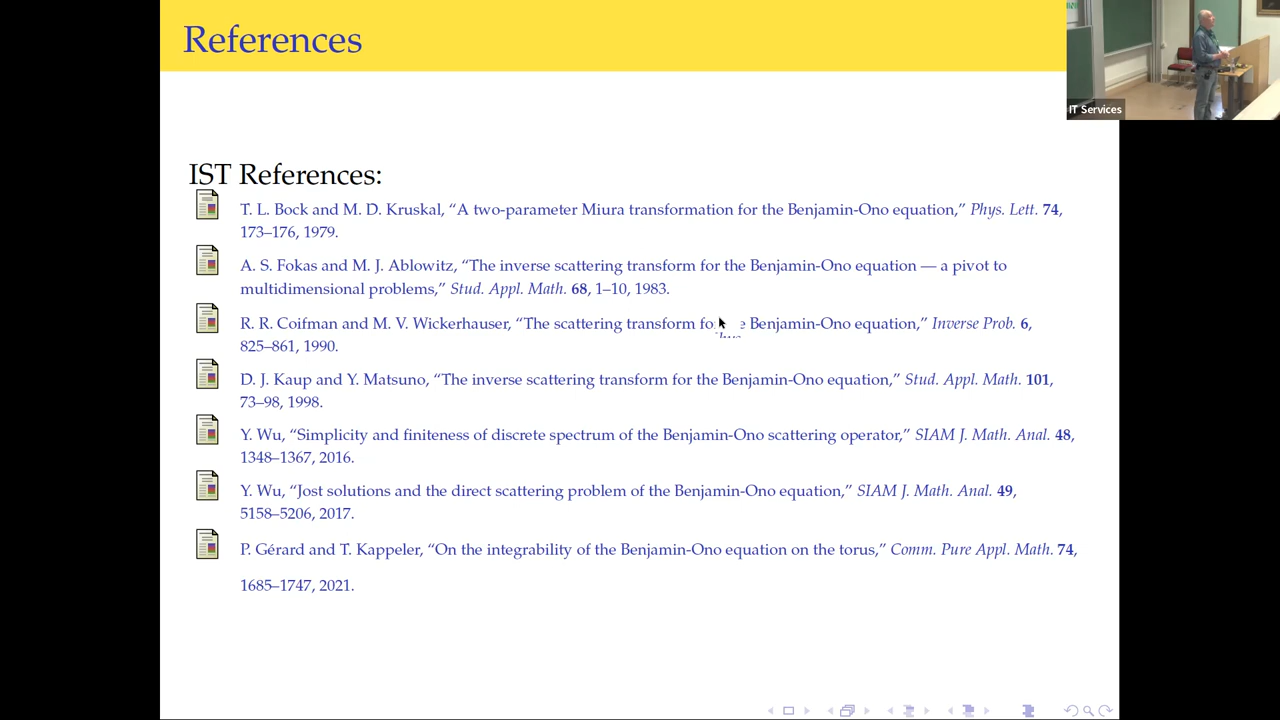 References
IT Services
IST References:
T. L. Bock and M. D. Kruskal, “A two-parameter Miura transformation for the Benjamin-Ono equation,” Phys. Lett. 74,
173–176, 1979.
A. S. Fokas and M. J. Ablowitz, “The inverse scattering transform for the Benjamin-Ono equation — a pivot to
multidimensional problems,” Stud. Appl. Math. 68, 1–10, 1983.
R. R. Coifman and M. V. Wickerhauser, “The scattering transform Benjamin-Ono equation,” Inverse Prob. 6,
825–861, 1990.
D. J. Kaup and Y. Matsuno, “The inverse scattering transform for the Benjamin-Ono equation,” Stud. Appl. Math. 101,
73–98, 1998.
Y. Wu, “Simplicity and finiteness of discrete spectrum of the Benjamin-Ono scattering operator,” SIAM J. Math. Anal. 48,
1348–1367, 2016.
Y. Wu, “Jost solutions and the direct scattering problem of the Benjamin-Ono equation,” SIAM J. Math. Anal. 49,
5158–5206, 2017.
P. Gérard and T. Kappeler, “On the integrability of the Benjamin-Ono equation on the torus,” Comm. Pure Appl. Math. 74,
1685–1747, 2021.